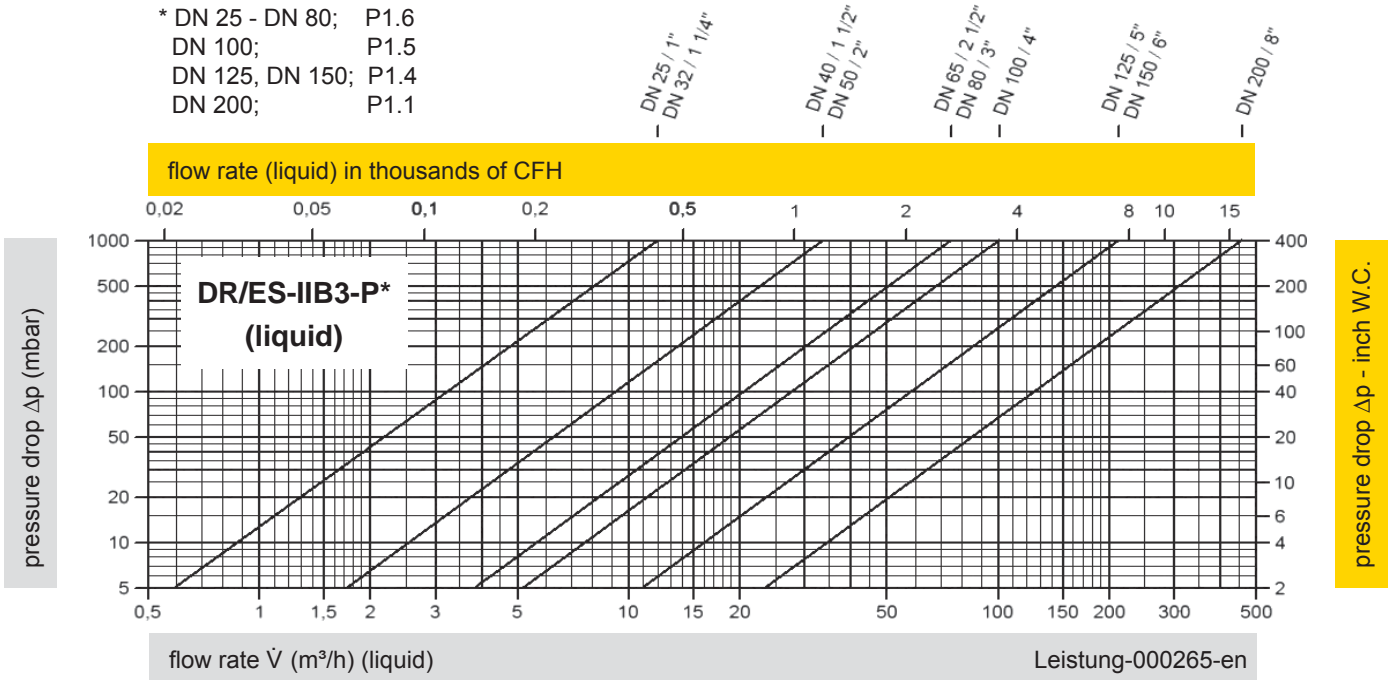 * DN 25 - DN 80; P1.6
DN 100; P1.5
DN 125, DN 150; P1.4
DN 200; P1.1
DN 25 / 1"
DN 32 / 1 1/4"
DN 40 / 1 1/2"
DN 50 / 2"
DN 65 / 2 1/2"
DN 80 / 3"
DN 100 / 4"
DN 125 / 5"
DN 150 / 6"
DN 200 / 8"
flow rate (liquid) in thousands of CFH
0,02 0,05 0,1 0,2 0,5 1 2 4 8 10 15
pressure drop Δp (mbar)
1000
500
200
100
50
20
10
5
DR/ES-IIB3-P*
(liquid)
400
200
100
60
40
20
10
6
4
2
pressure drop Δp - inch W.C.
0,5 1 1,5 2 3 5 10 15 20 50 100 150 200 300 500
flow rate V̇ (m³/h) (liquid)
Leistung-000265-en